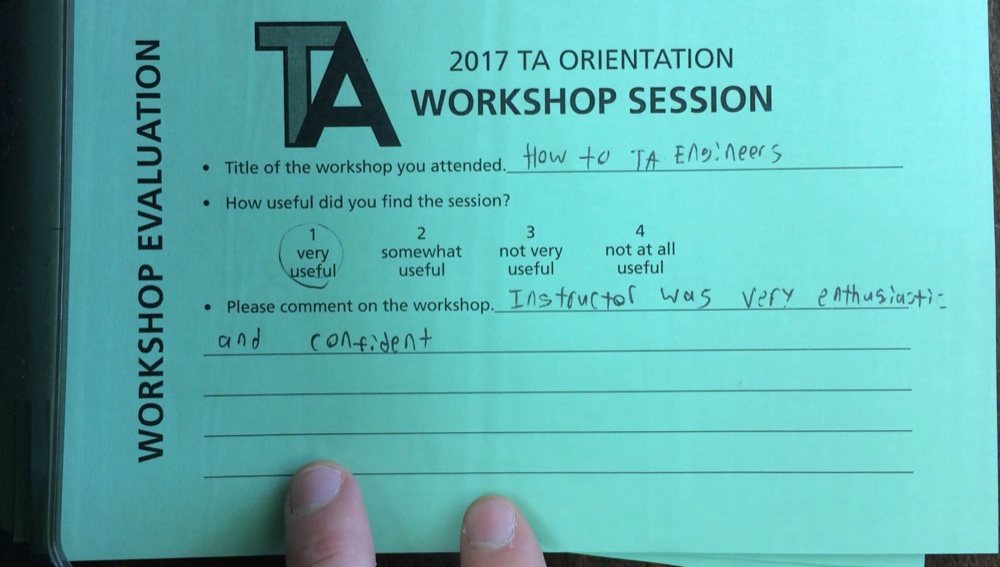 WORKSHOP EVALUATION
TA
2017 TA ORIENTATION
WORKSHOP SESSION
• Title of the workshop you attended. How to TA Engineers
• How useful did you find the session?
1 2 3 4
very somewhat not very not at all
useful useful useful useful
• Please comment on the workshop. Instructor was very enthusiastic
and confident